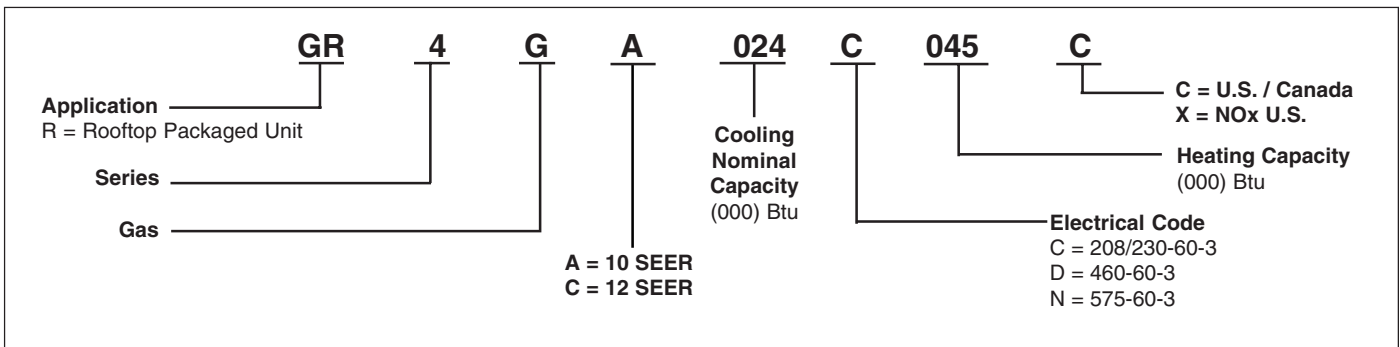 GR 4 G A 024 C 045 C
Application
R = Rooftop Packaged Unit
Series
Gas
A = 10 SEER
C = 12 SEER
Cooling
Nominal
Capacity
(000) Btu
C = U.S. / Canada
X = NOx U.S.
Heating Capacity
(000) Btu
Electrical Code
C = 208/230-60-3
D = 460-60-3
N = 575-60-3